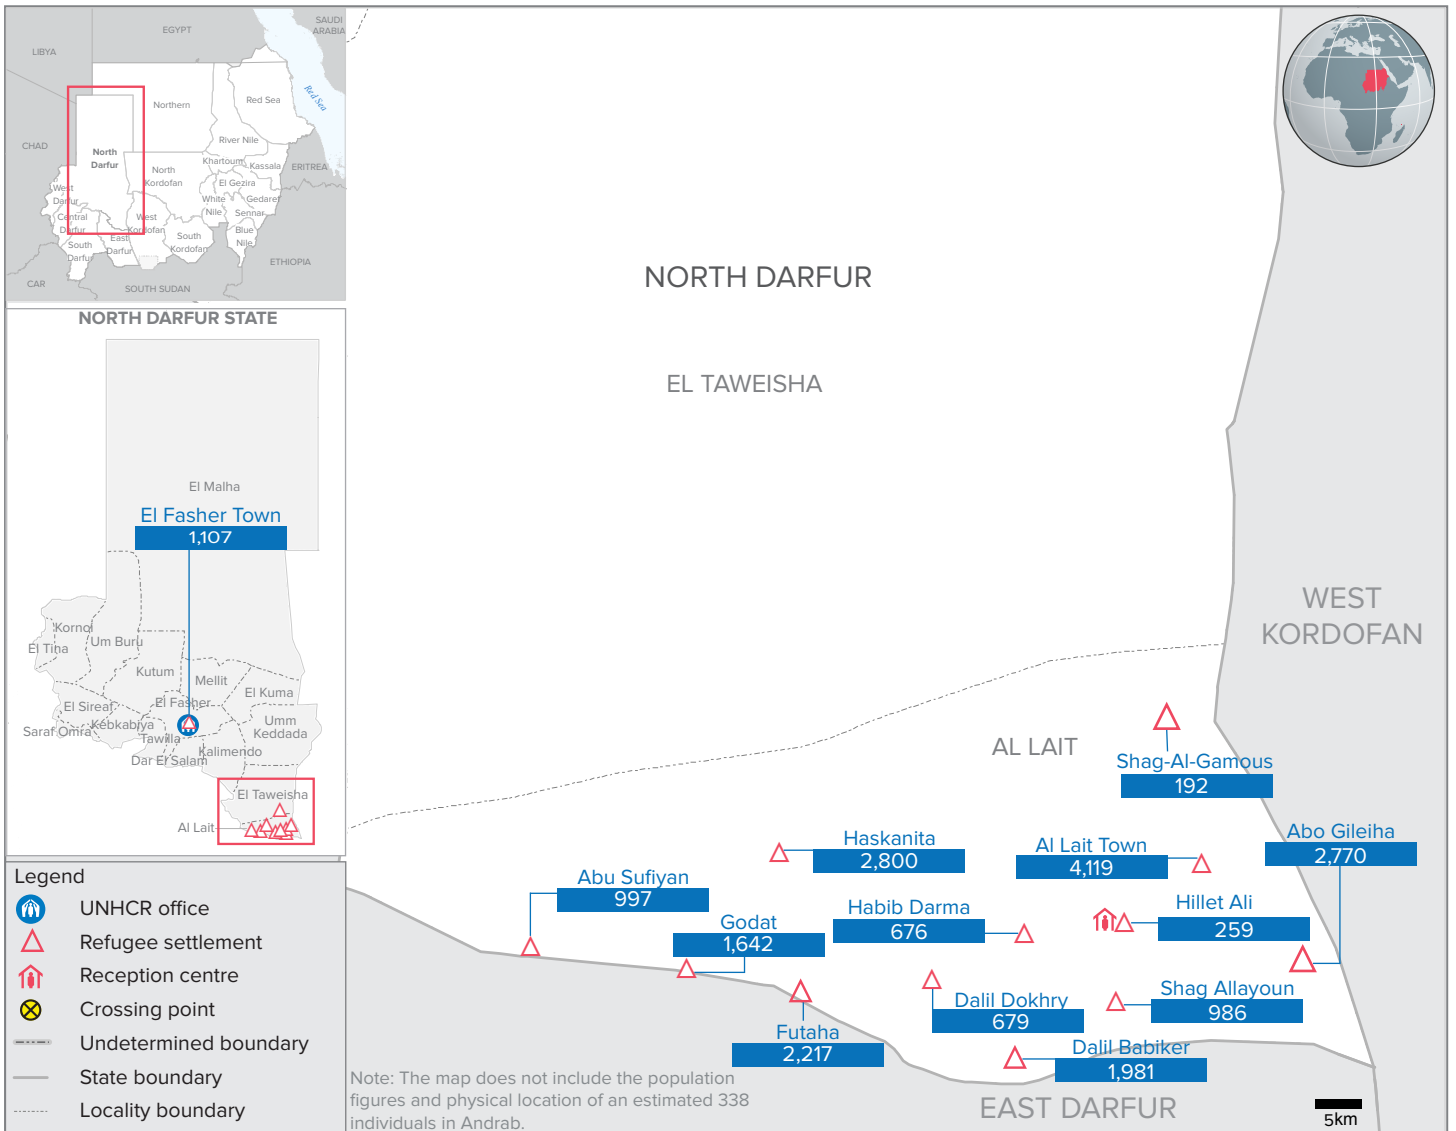 EGYPT
SAUDI
ARABIA
LIBYA
Red Sea
Northern
Red Sea
CHAD
North
Darfur
River Nile
Khartoum
Kassala
ERITREA
North
Kordofan
El Gezira
West
Darfur
White
Nile
Gedaref
Sennar
Central
Darfur
West
Kordofan
South
Kordofan
Blue
Nile
East
Darfur
South
Darfur
ETHIOPIA
CAR
SOUTH SUDAN
NORTH DARFUR STATE
El Malha
El Fasher Town
1,107
Kornoi
El Tina
Um Buru
Kutum
Mellit
El Kuma
El Sireaf
El Fasher
Saraf Omra
Kebkabiya
Umm
Keddada
Tawilla
Kalimendo
Dar El Salam
El Taweisha
Al Lait
Legend
UNHCR office
Refugee settlement
Reception centre
Crossing point
Undetermined boundary
State boundary
Locality boundary
NORTH DARFUR
EL TAWEISHA
WEST
KORDOFAN
AL LAIT
Shag-Al-Gamous
192
Haskanita
2,800
Al Lait Town
4,119
Abo Gileiha
2,770
Abu Sufiyan
997
Habib Darma
676
Hillet Ali
259
Godat
1,642
Dalil Dokhry
679
Shag Allayoun
986
Futaha
2,217
Dalil Babiker
1,981
EAST DARFUR
Note: The map does not include the population
figures and physical location of an estimated 338
individuals in Andrab.
5km